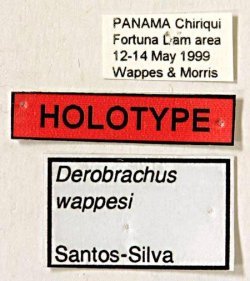 PANAMA Chiriqui
Fortuna Dam area
12-14 May 1999
Wappes & Morris
HOLOTYPE
Derobrachus
wappesi
Santos-Silva